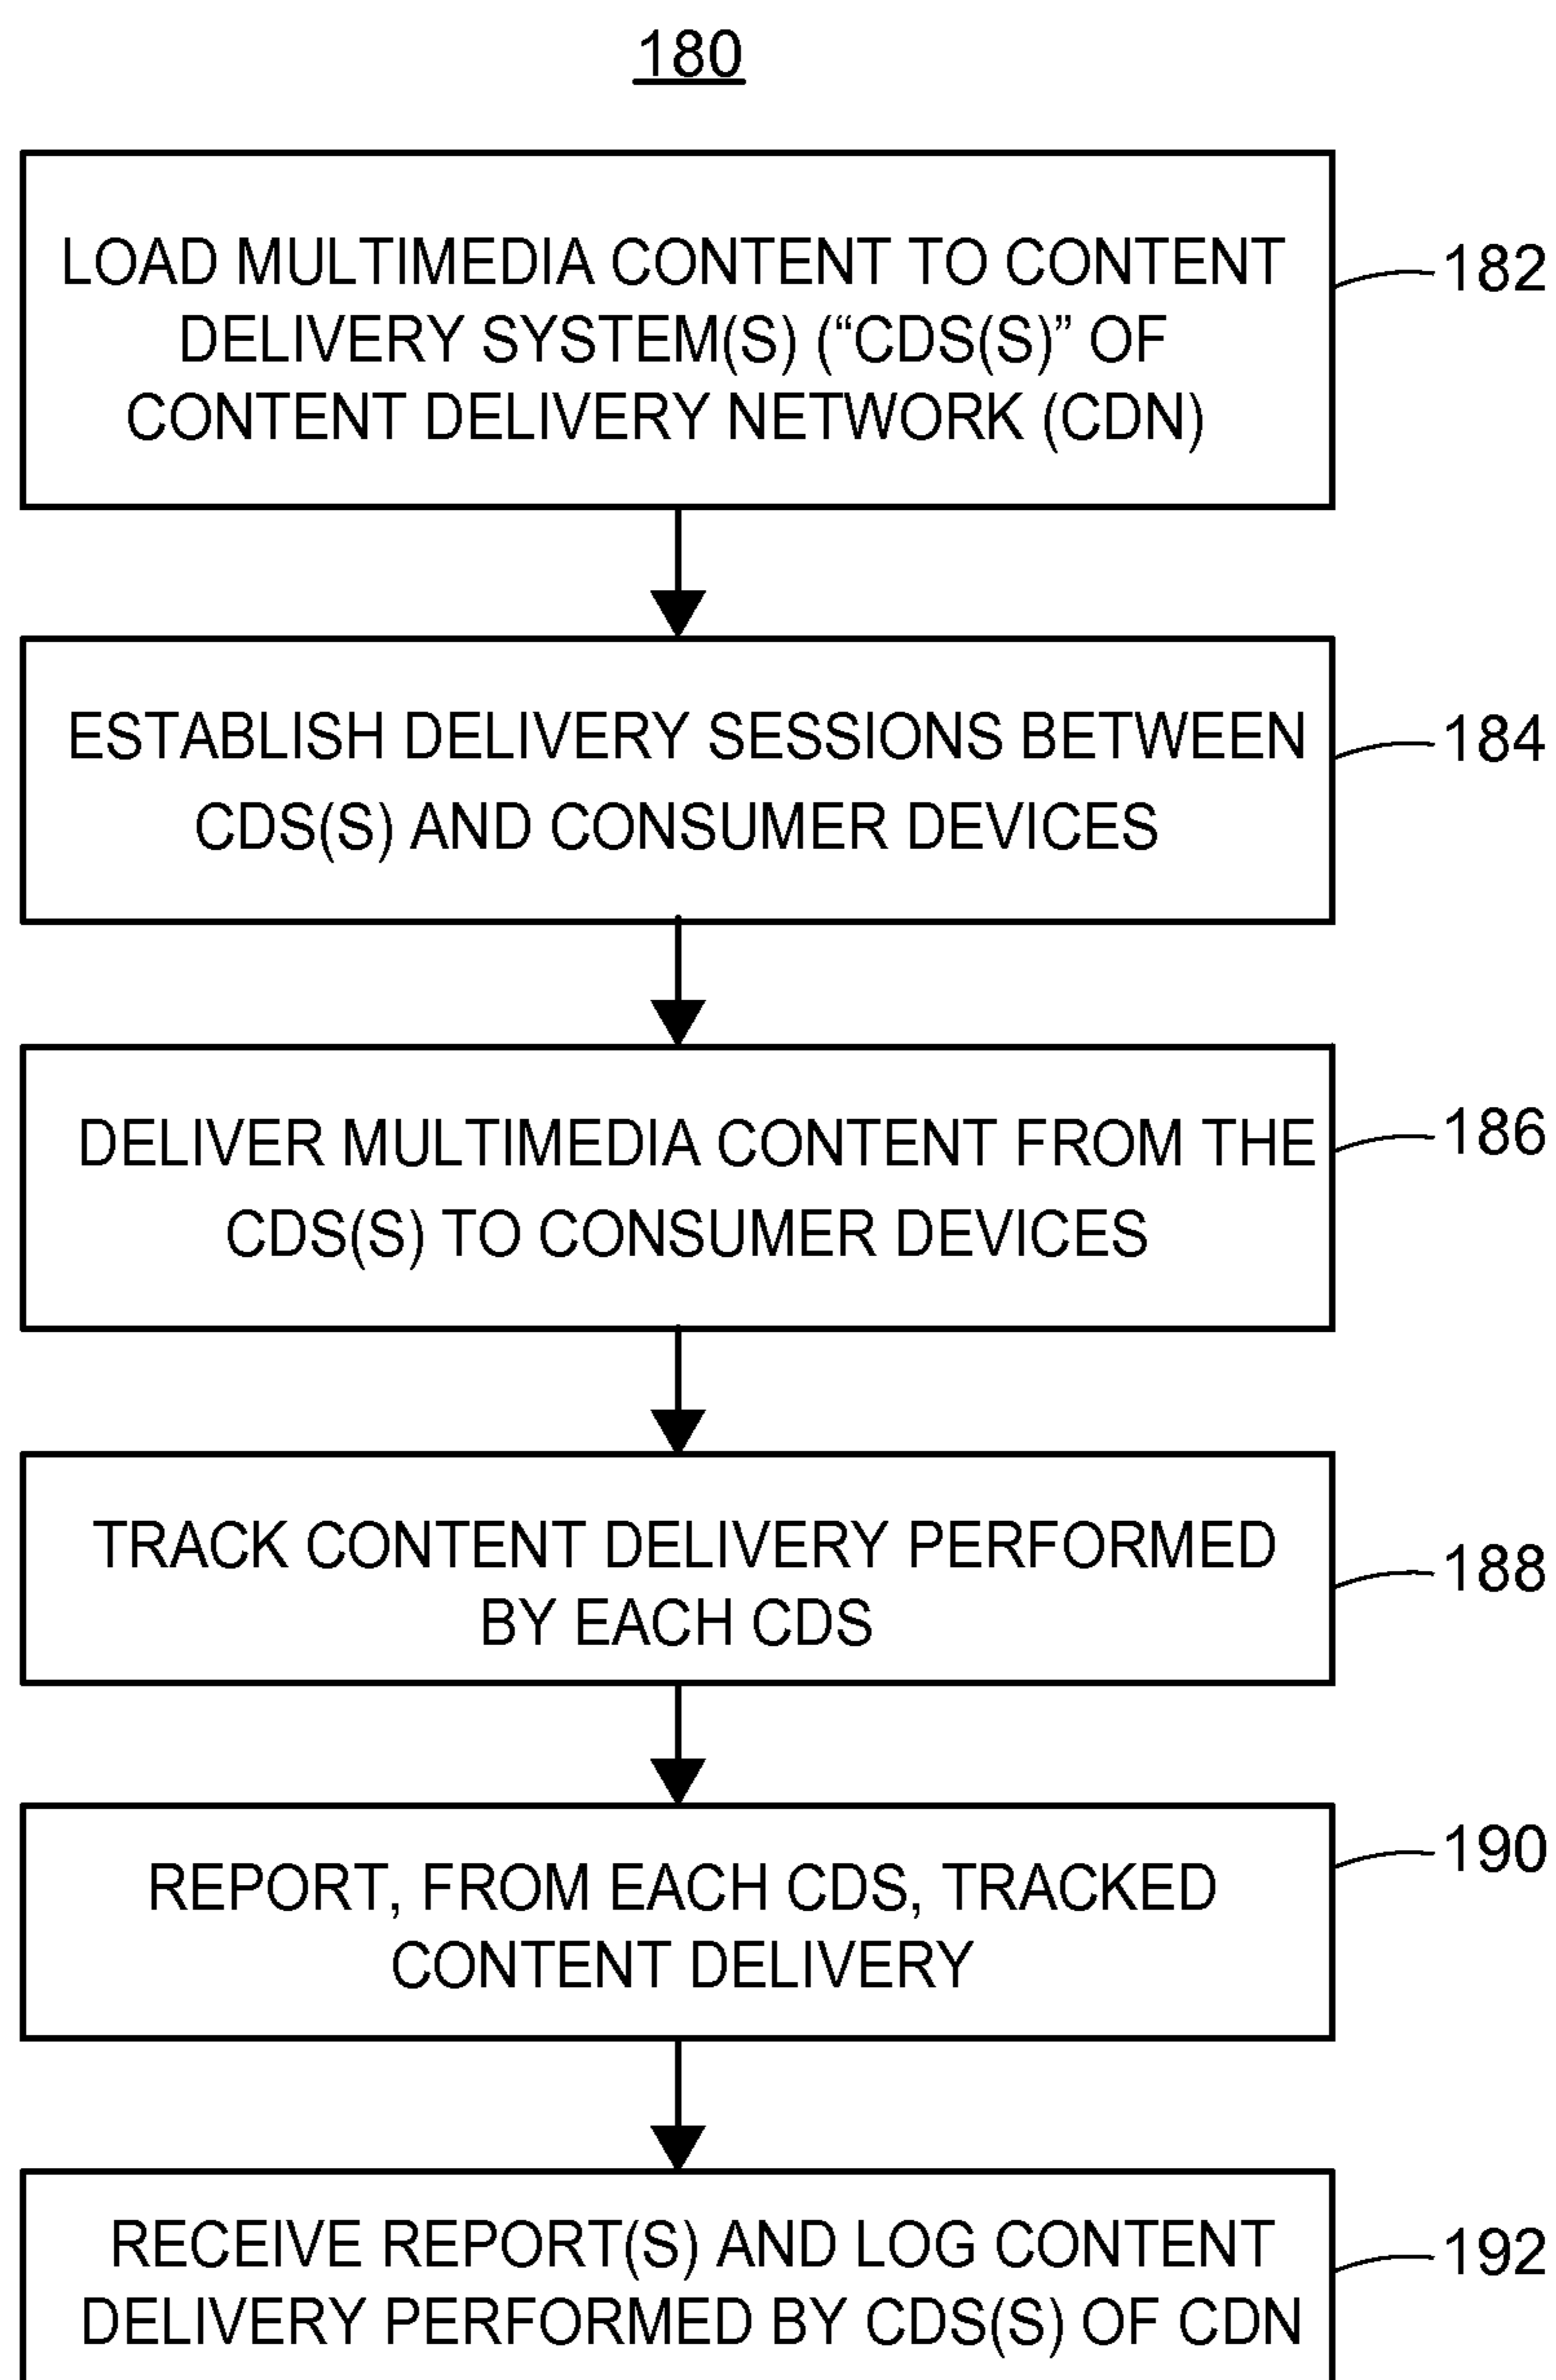 180
LOAD MULTIMEDIA CONTENT TO CONTENT
DELIVERY SYSTEM(S) (“CDS(S)” OF
CONTENT DELIVERY NETWORK (CDN)
182
ESTABLISH DELIVERY SESSIONS BETWEEN
CDS(S) AND CONSUMER DEVICES
184
DELIVER MULTIMEDIA CONTENT FROM THE
CDS(S) TO CONSUMER DEVICES
186
TRACK CONTENT DELIVERY PERFORMED
BY EACH CDS
188
REPORT, FROM EACH CDS, TRACKED
CONTENT DELIVERY
190
RECEIVE REPORT(S) AND LOG CONTENT
DELIVERY PERFORMED BY CDS(S) OF CDN
192